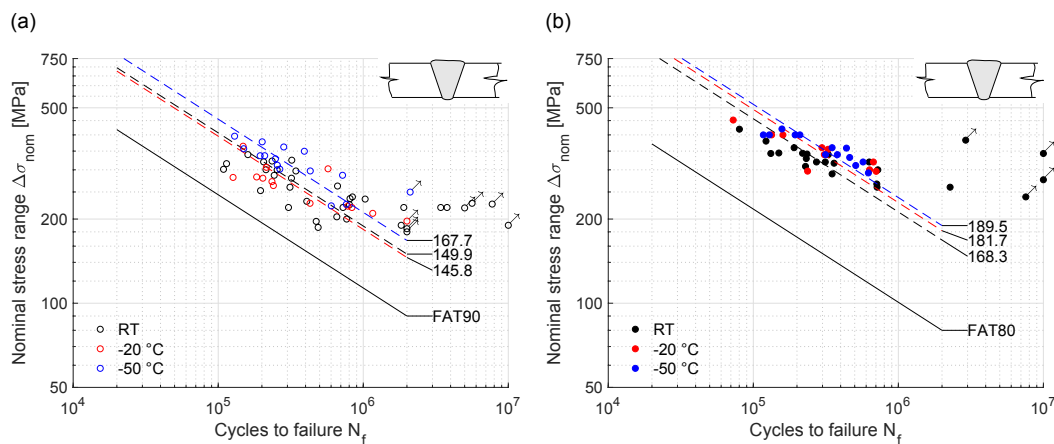 (a)
Nominal stress range Δσnom [MPa]
750
500
200
100
50
167.7
149.9
145.8
FAT90
RT
-20 °C
-50 °C
10^4
10^5
10^6
10^7
Cycles to failure Nf
(b)
Nominal stress range Δσnom [MPa]
750
500
200
100
50
189.5
181.7
168.3
FAT80
RT
-20 °C
-50 °C
10^4
10^5
10^6
10^7
Cycles to failure Nf